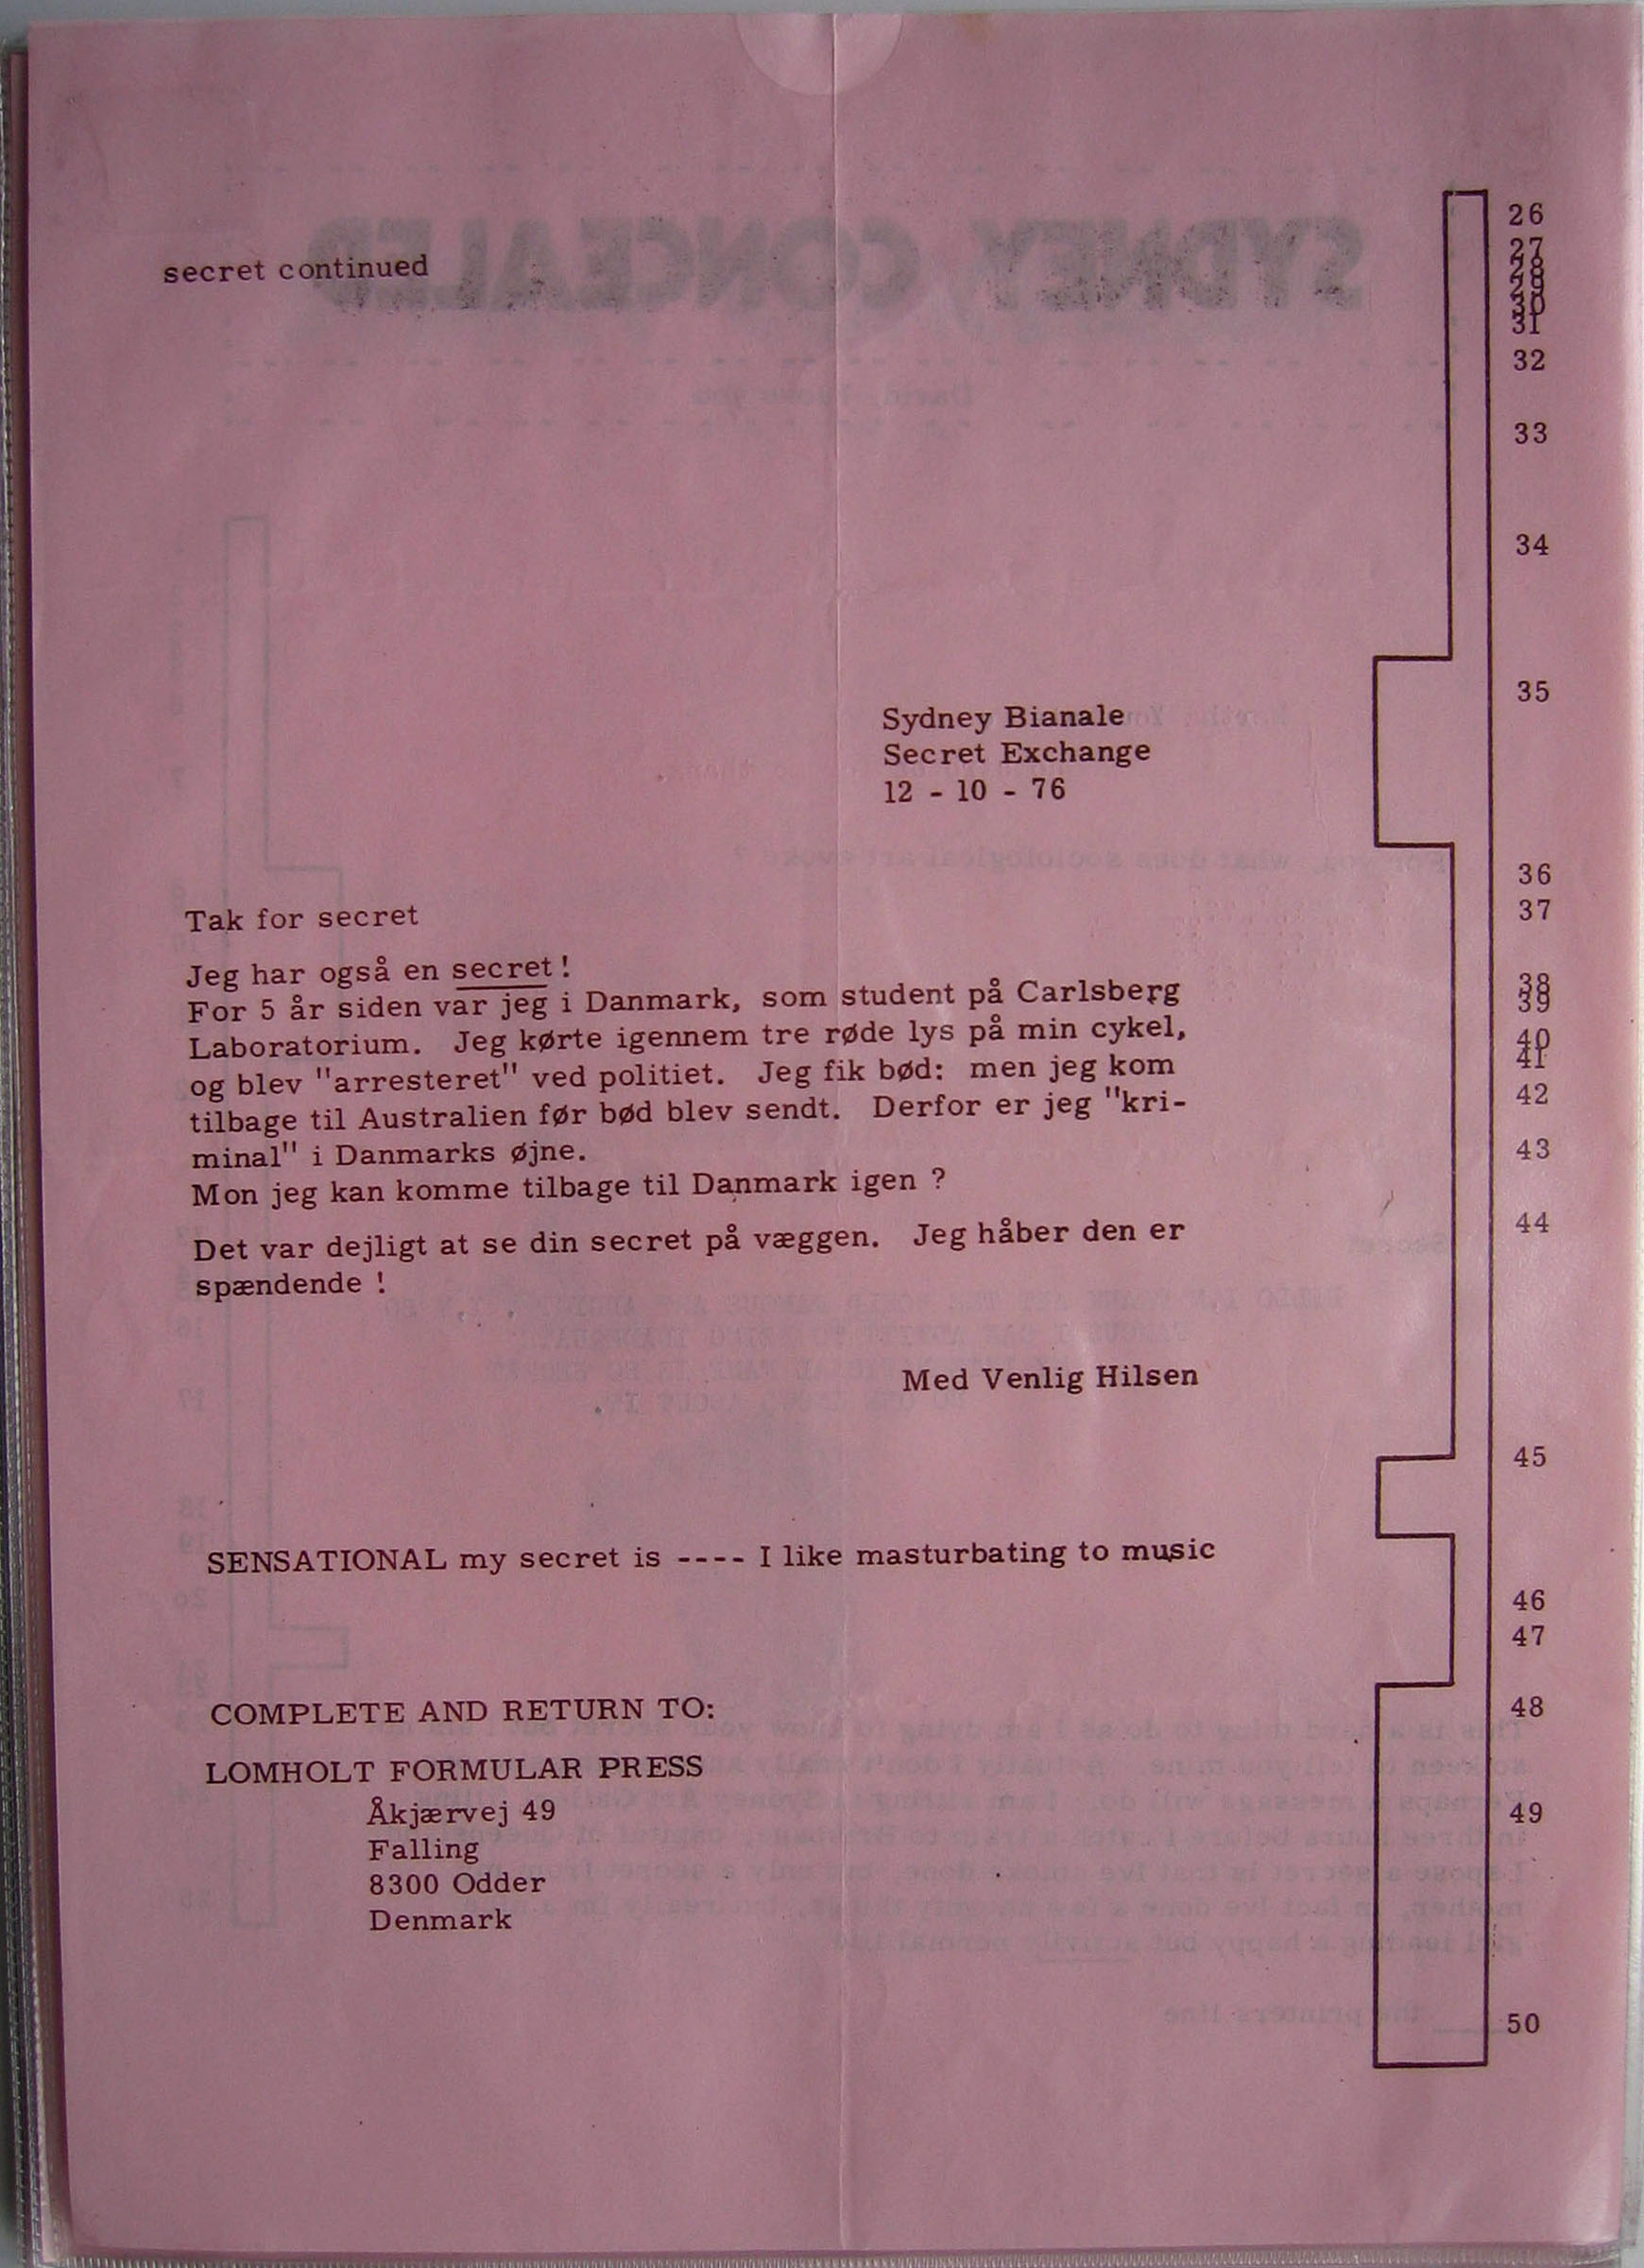 secret continued
Sydney Bianale
Secret Exchange
12 - 10 - 76
Tak for secret
Jeg har også en secret!
For 5 år siden var jeg i Danmark, som student på Carlsberg
Laboratorium. Jeg kørte igennem tre røde lys på min cykel,
og blev "arresteret" ved politiet. Jeg fik bød: men jeg kom
tilbage til Australien før bød blev sendt. Derfor er jeg "kri-
minal" i Danmarks øjne.
Mon jeg kan komme tilbage til Danmark igen ?
Det var dejligt at se din secret på væggen. Jeg håber den er
spændende !
Med Venlig Hilsen
SENSATIONAL my secret is ---- I like masturbating to music
COMPLETE AND RETURN TO:
LOMHOLT FORMULAR PRESS
Åkjærvej 49
Falling
8300 Odder
Denmark
26
27
28
29
30
31
32
33
34
35
36
37
38
39
40
41
42
43
44
45
46
47
48
49
50
SYDNEY, CONCEALED